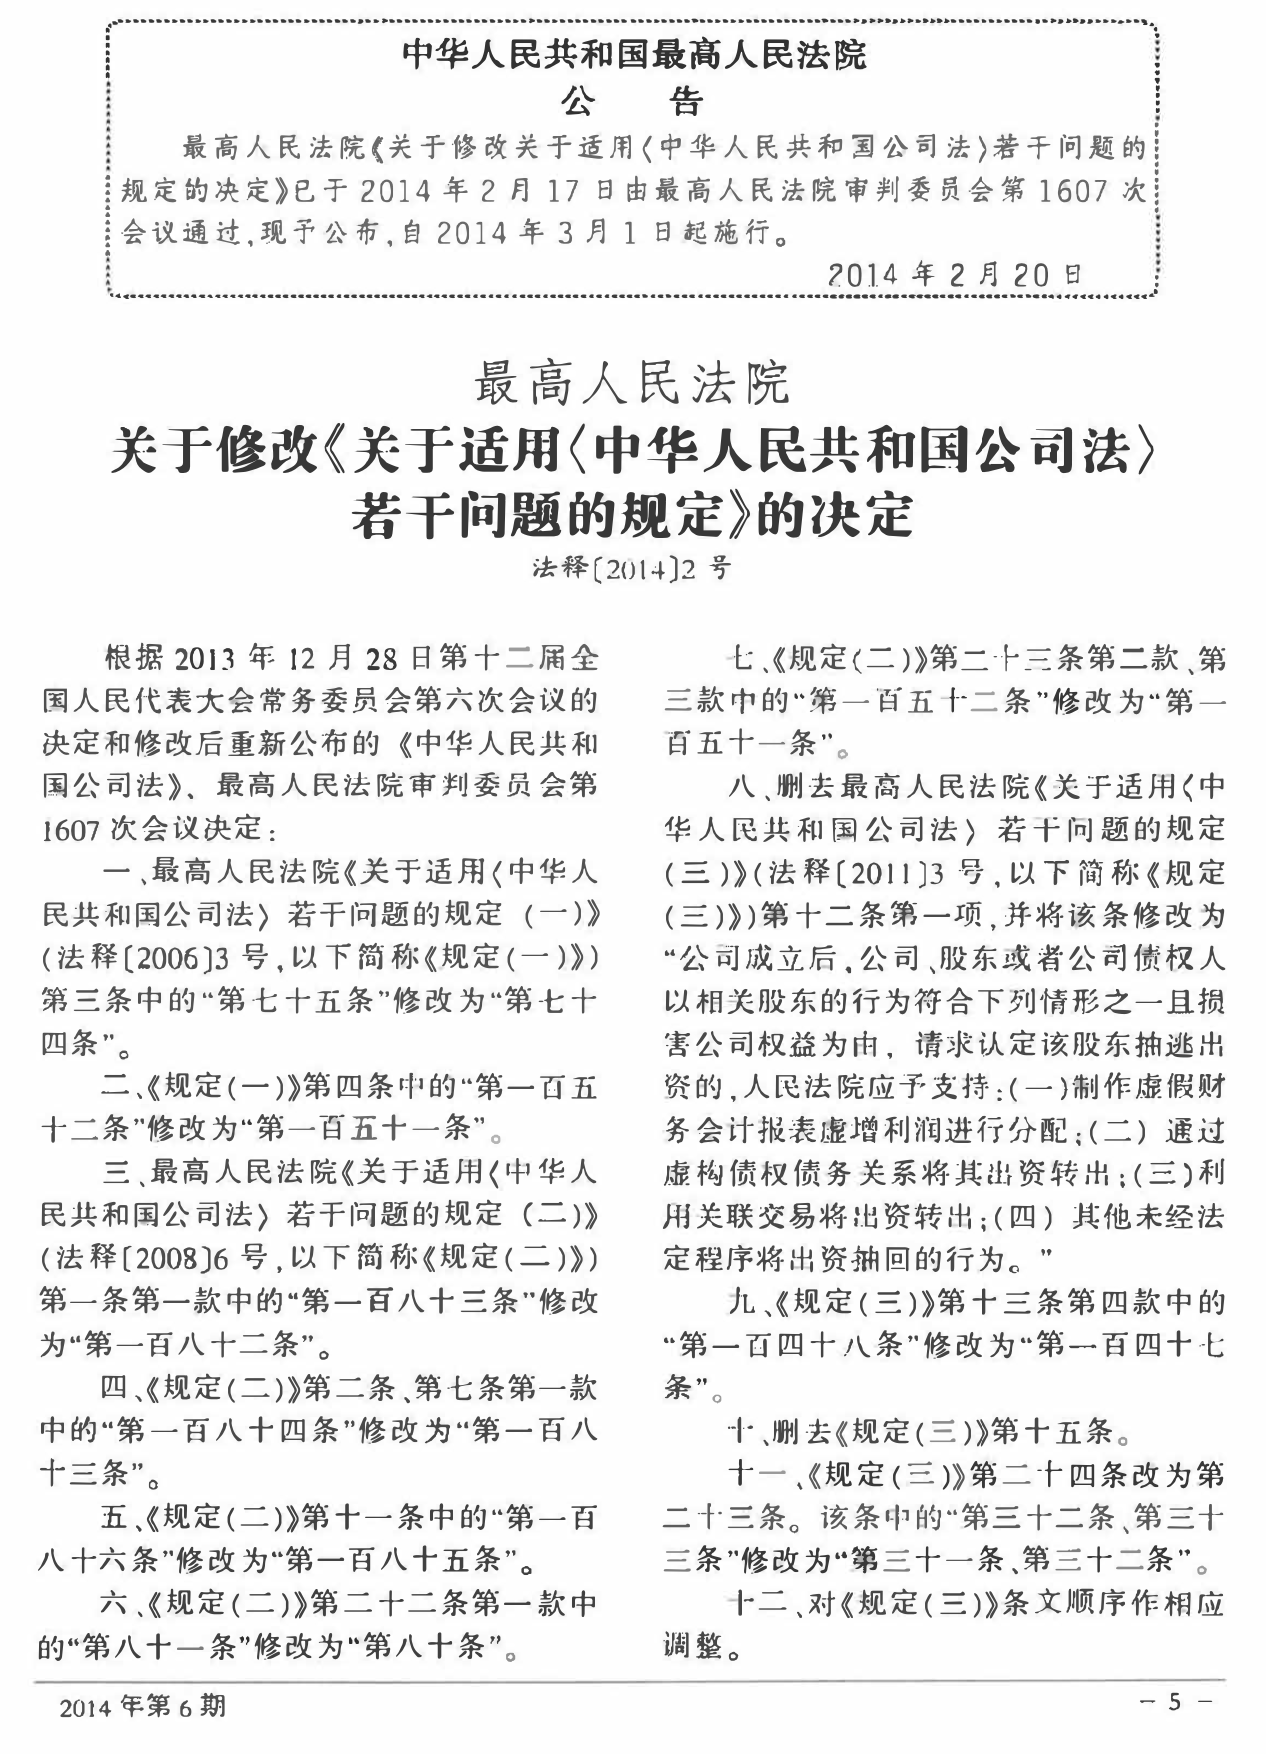 中华人民共和国最高人民法院
公 告
最高人民法院《关于修改关于适用〈中华人民共和国公司法〉若干问题的
规定的决定》已于 2014 年 2 月 17 日由最高人民法院审判委员会第 1607 次
会议通过,现予公布,自 2014 年 3 月 1 日起施行。
2014 年 2 月 20 日
最高人民法院
关于修改《关于适用〈中华人民共和国公司法〉
若干问题的规定》的决定
法释〔2014〕2 号
根据 2013 年 12 月 28 日第十二届全
国人民代表大会常务委员会第六次会议的
决定和修改后重新公布的《中华人民共和
国公司法》、最高人民法院审判委员会第
1607 次会议决定:
一、最高人民法院《关于适用〈中华人
民共和国公司法〉若干问题的规定(一)》
(法释〔2006〕3 号,以下简称《规定(一)》)
第三条中的“第七十五条”修改为“第七十
四条”。
二、《规定(一)》第四条中的“第一百五
十二条”修改为“第一百五十一条”。
三、最高人民法院《关于适用〈中华人
民共和国公司法〉若干问题的规定(二)》
(法释〔2008〕6 号,以下简称《规定(二)》)
第一条第一款中的“第一百八十三条”修改
为“第一百八十二条”。
四、《规定(二)》第二条、第七条第一款
中的“第一百八十四条”修改为“第一百八
十三条”。
五、《规定(二)》第十一条中的“第一百
八十六条”修改为“第一百八十五条”。
六、《规定(二)》第二十二条第一款中
的“第八十一条”修改为“第八十条”。
七、《规定(二)》第二十三条第二款、第
三款中的“第一百五十二条”修改为“第一
百五十一条”。
八、删去最高人民法院《关于适用〈中
华人民共和国公司法〉若干问题的规定
(三)》(法释〔2011〕3 号,以下简称《规定
(三)》)第十二条第一项,并将该条修改为
“公司成立后,公司、股东或者公司债权人
以相关股东的行为符合下列情形之一且损
害公司权益为由,请求认定该股东抽逃出
资的,人民法院应予支持:(一)制作虚假财
务会计报表虚增利润进行分配;(二)通过
虚构债权债务关系将其出资转出;(三)利
用关联交易将出资转出;(四)其他未经法
定程序将出资抽回的行为。”
九、《规定(三)》第十三条第四款中的
“第一百四十八条”修改为“第一百四十七
条”。
十、删去《规定(三)》第十五条。
十一、《规定(三)》第二十四条改为第
二十三条。该条中的“第三十二条、第三十
三条”修改为“第三十一条、第三十二条”。
十二、对《规定(三)》条文顺序作相应
调整。
2014 年第 6 期
－ 5 －